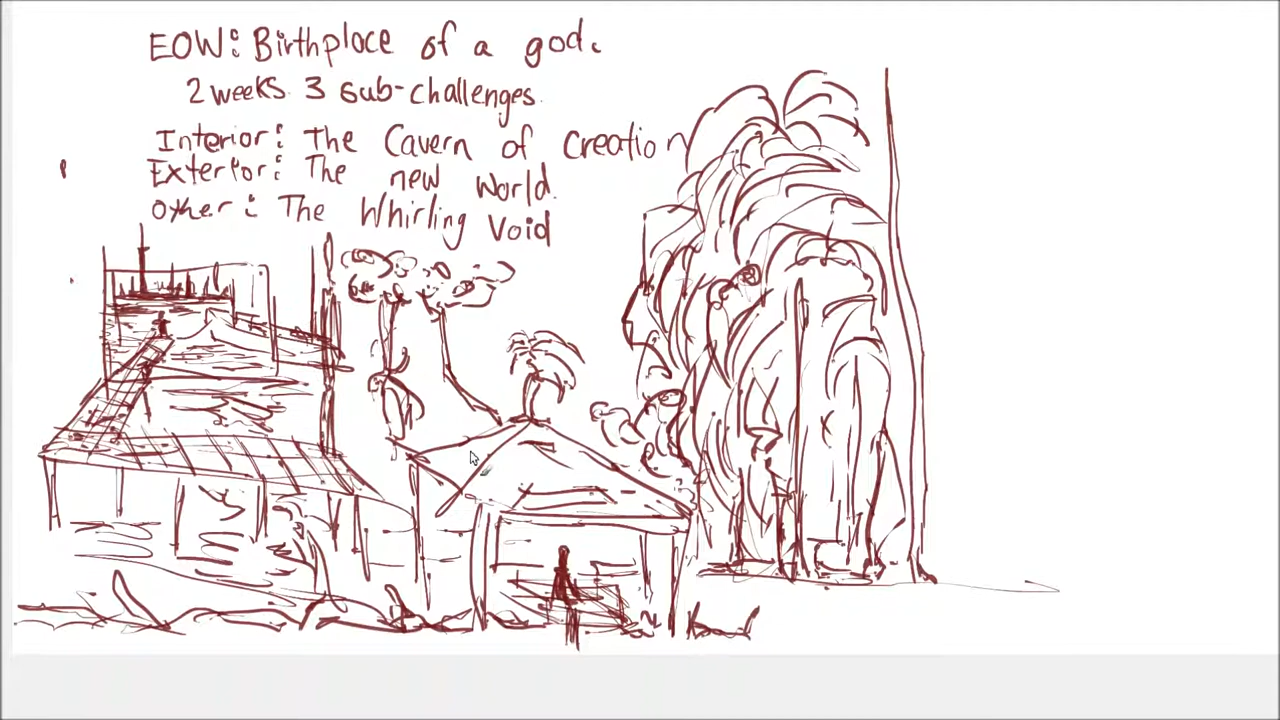 EOW: Birthplace of a god.
2 weeks 3 sub-challenges.
Interior: The Cavern of Creation
Exterior: The new World.
Other: The Whirling Void